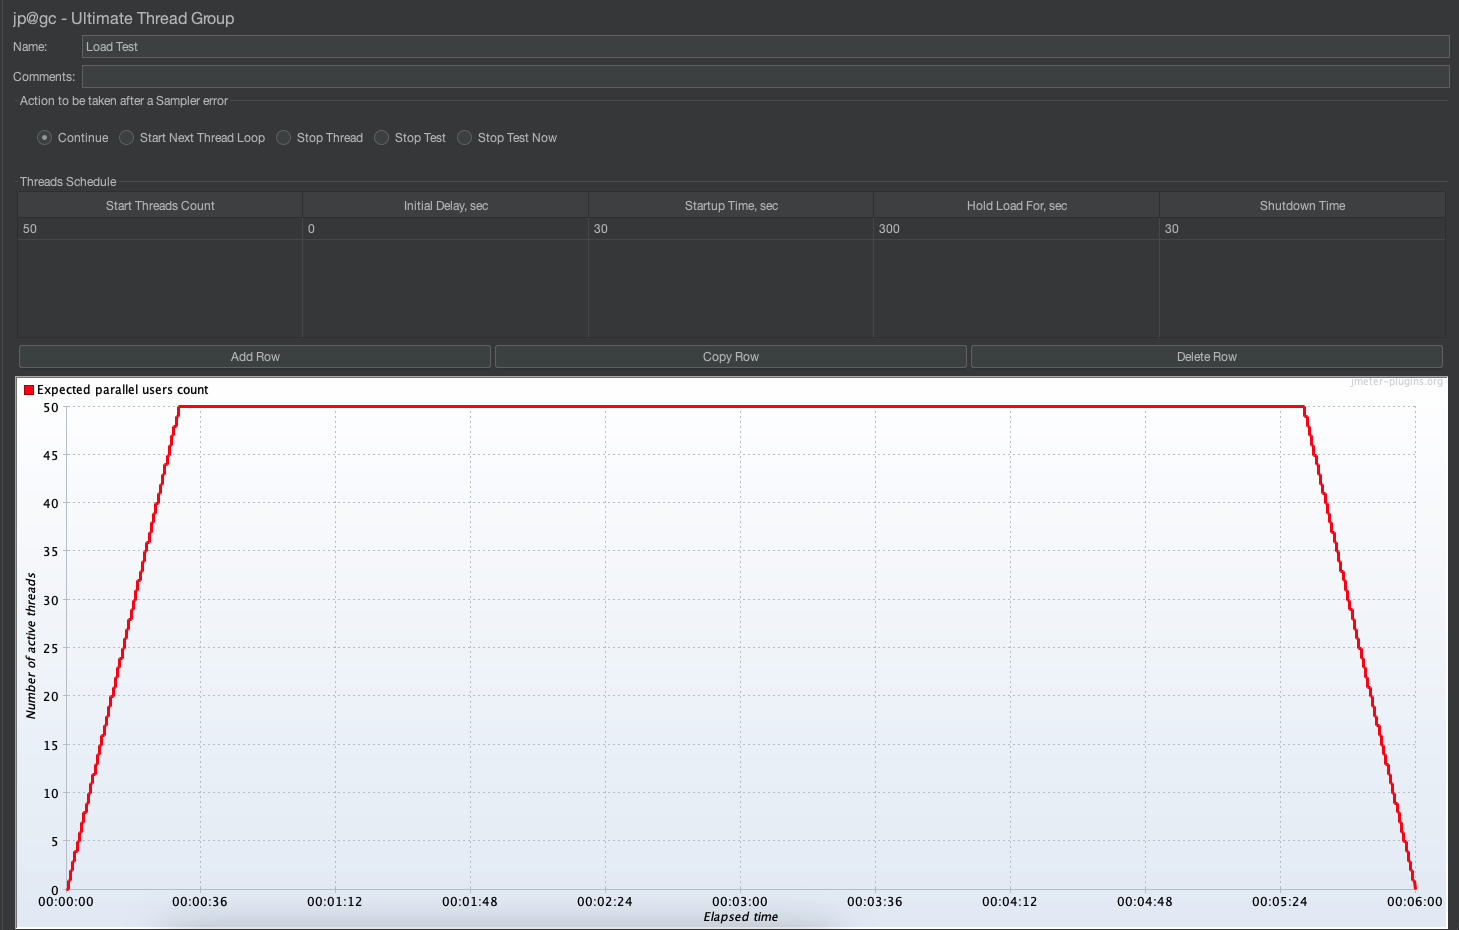 jp@gc - Ultimate Thread Group
Name: Load Test
Comments:
Action to be taken after a Sampler error
Continue Start Next Thread Loop Stop Thread Stop Test Stop Test Now
Threads Schedule
Start Threads Count Initial Delay, sec Startup Time, sec Hold Load For, sec Shutdown Time
50 0 30 300 30
Add Row Copy Row Delete Row
Expected parallel users count
jmeter-plugins.org
50
45
40
35
30
25
20
15
10
5
0
Number of active threads
00:00:00 00:00:36 00:01:12 00:01:48 00:02:24 00:03:00 00:03:36 00:04:12 00:04:48 00:05:24 00:06:00
Elapsed time